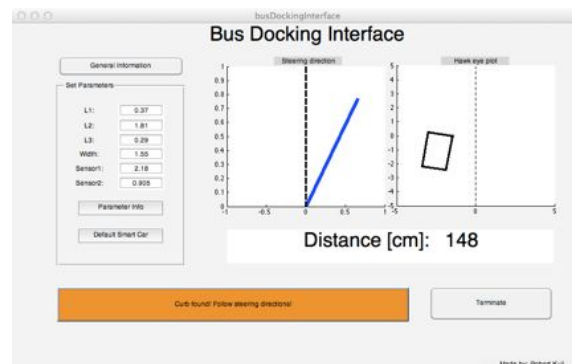 busDockingInterface
Bus Docking Interface
General Information
Set Parameters
L1: 0.37
L2: 1.81
L3: 0.29
Width: 1.55
Sensor1: 2.18
Sensor2: 0.905
Parameter Info
Default Smart Car
Steering direction
1
0.9
0.8
0.7
0.6
0.5
0.4
0.3
0.2
0.1
0
-1 -0.5 0 0.5 1
Hawk eye plot
5
4
3
2
1
0
-1
-2
-3
-4
-5
-5 0 5
Distance [cm]: 148
Curb found! Follow steering directions!
Terminate
Made by: Robert